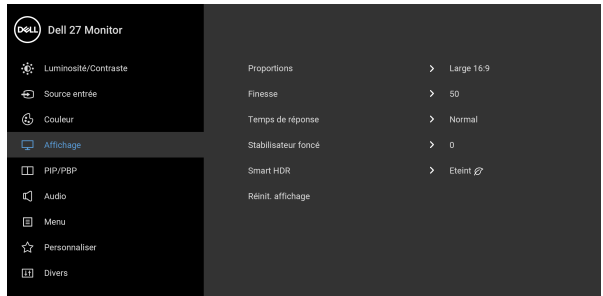 DELL
Dell 27 Monitor
Luminosité/Contraste
Source entrée
Couleur
Affichage
PIP/PBP
Audio
Menu
Personnaliser
Divers
Proportions > Large 16:9
Finesse > 50
Temps de réponse > Normal
Stabilisateur foncé > 0
Smart HDR > Eteint
Réinit. affichage